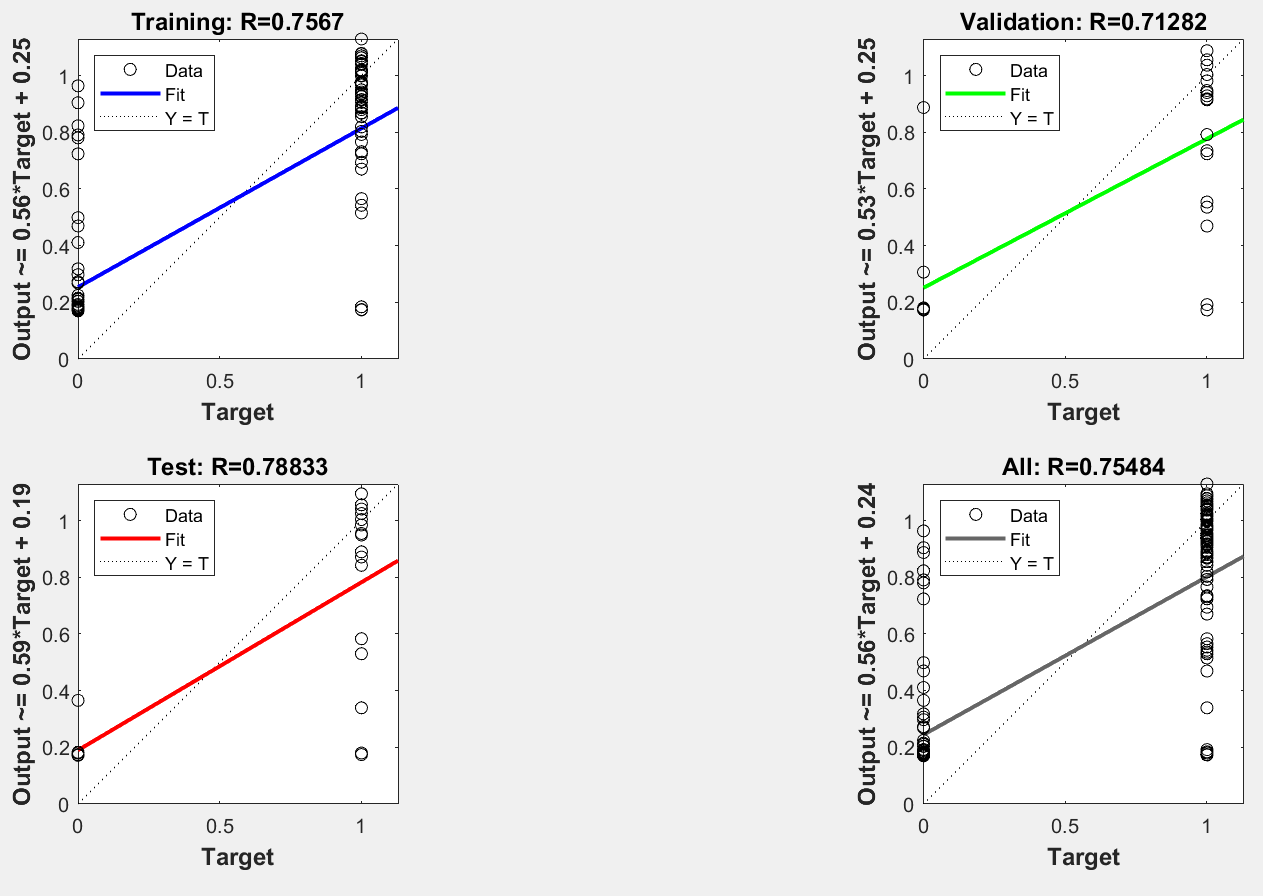 Training: R=0.7567
Output ~= 0.56*Target + 0.25
Data
Fit
Y = T
1
0.8
0.6
0.4
0.2
0
0 0.5 1
Target
Validation: R=0.71282
Output ~= 0.53*Target + 0.25
Data
Fit
Y = T
1
0.8
0.6
0.4
0.2
0
0 0.5 1
Target
Test: R=0.78833
Output ~= 0.59*Target + 0.19
Data
Fit
Y = T
1
0.8
0.6
0.4
0.2
0
0 0.5 1
Target
All: R=0.75484
Output ~= 0.56*Target + 0.24
Data
Fit
Y = T
1
0.8
0.6
0.4
0.2
0
0 0.5 1
Target